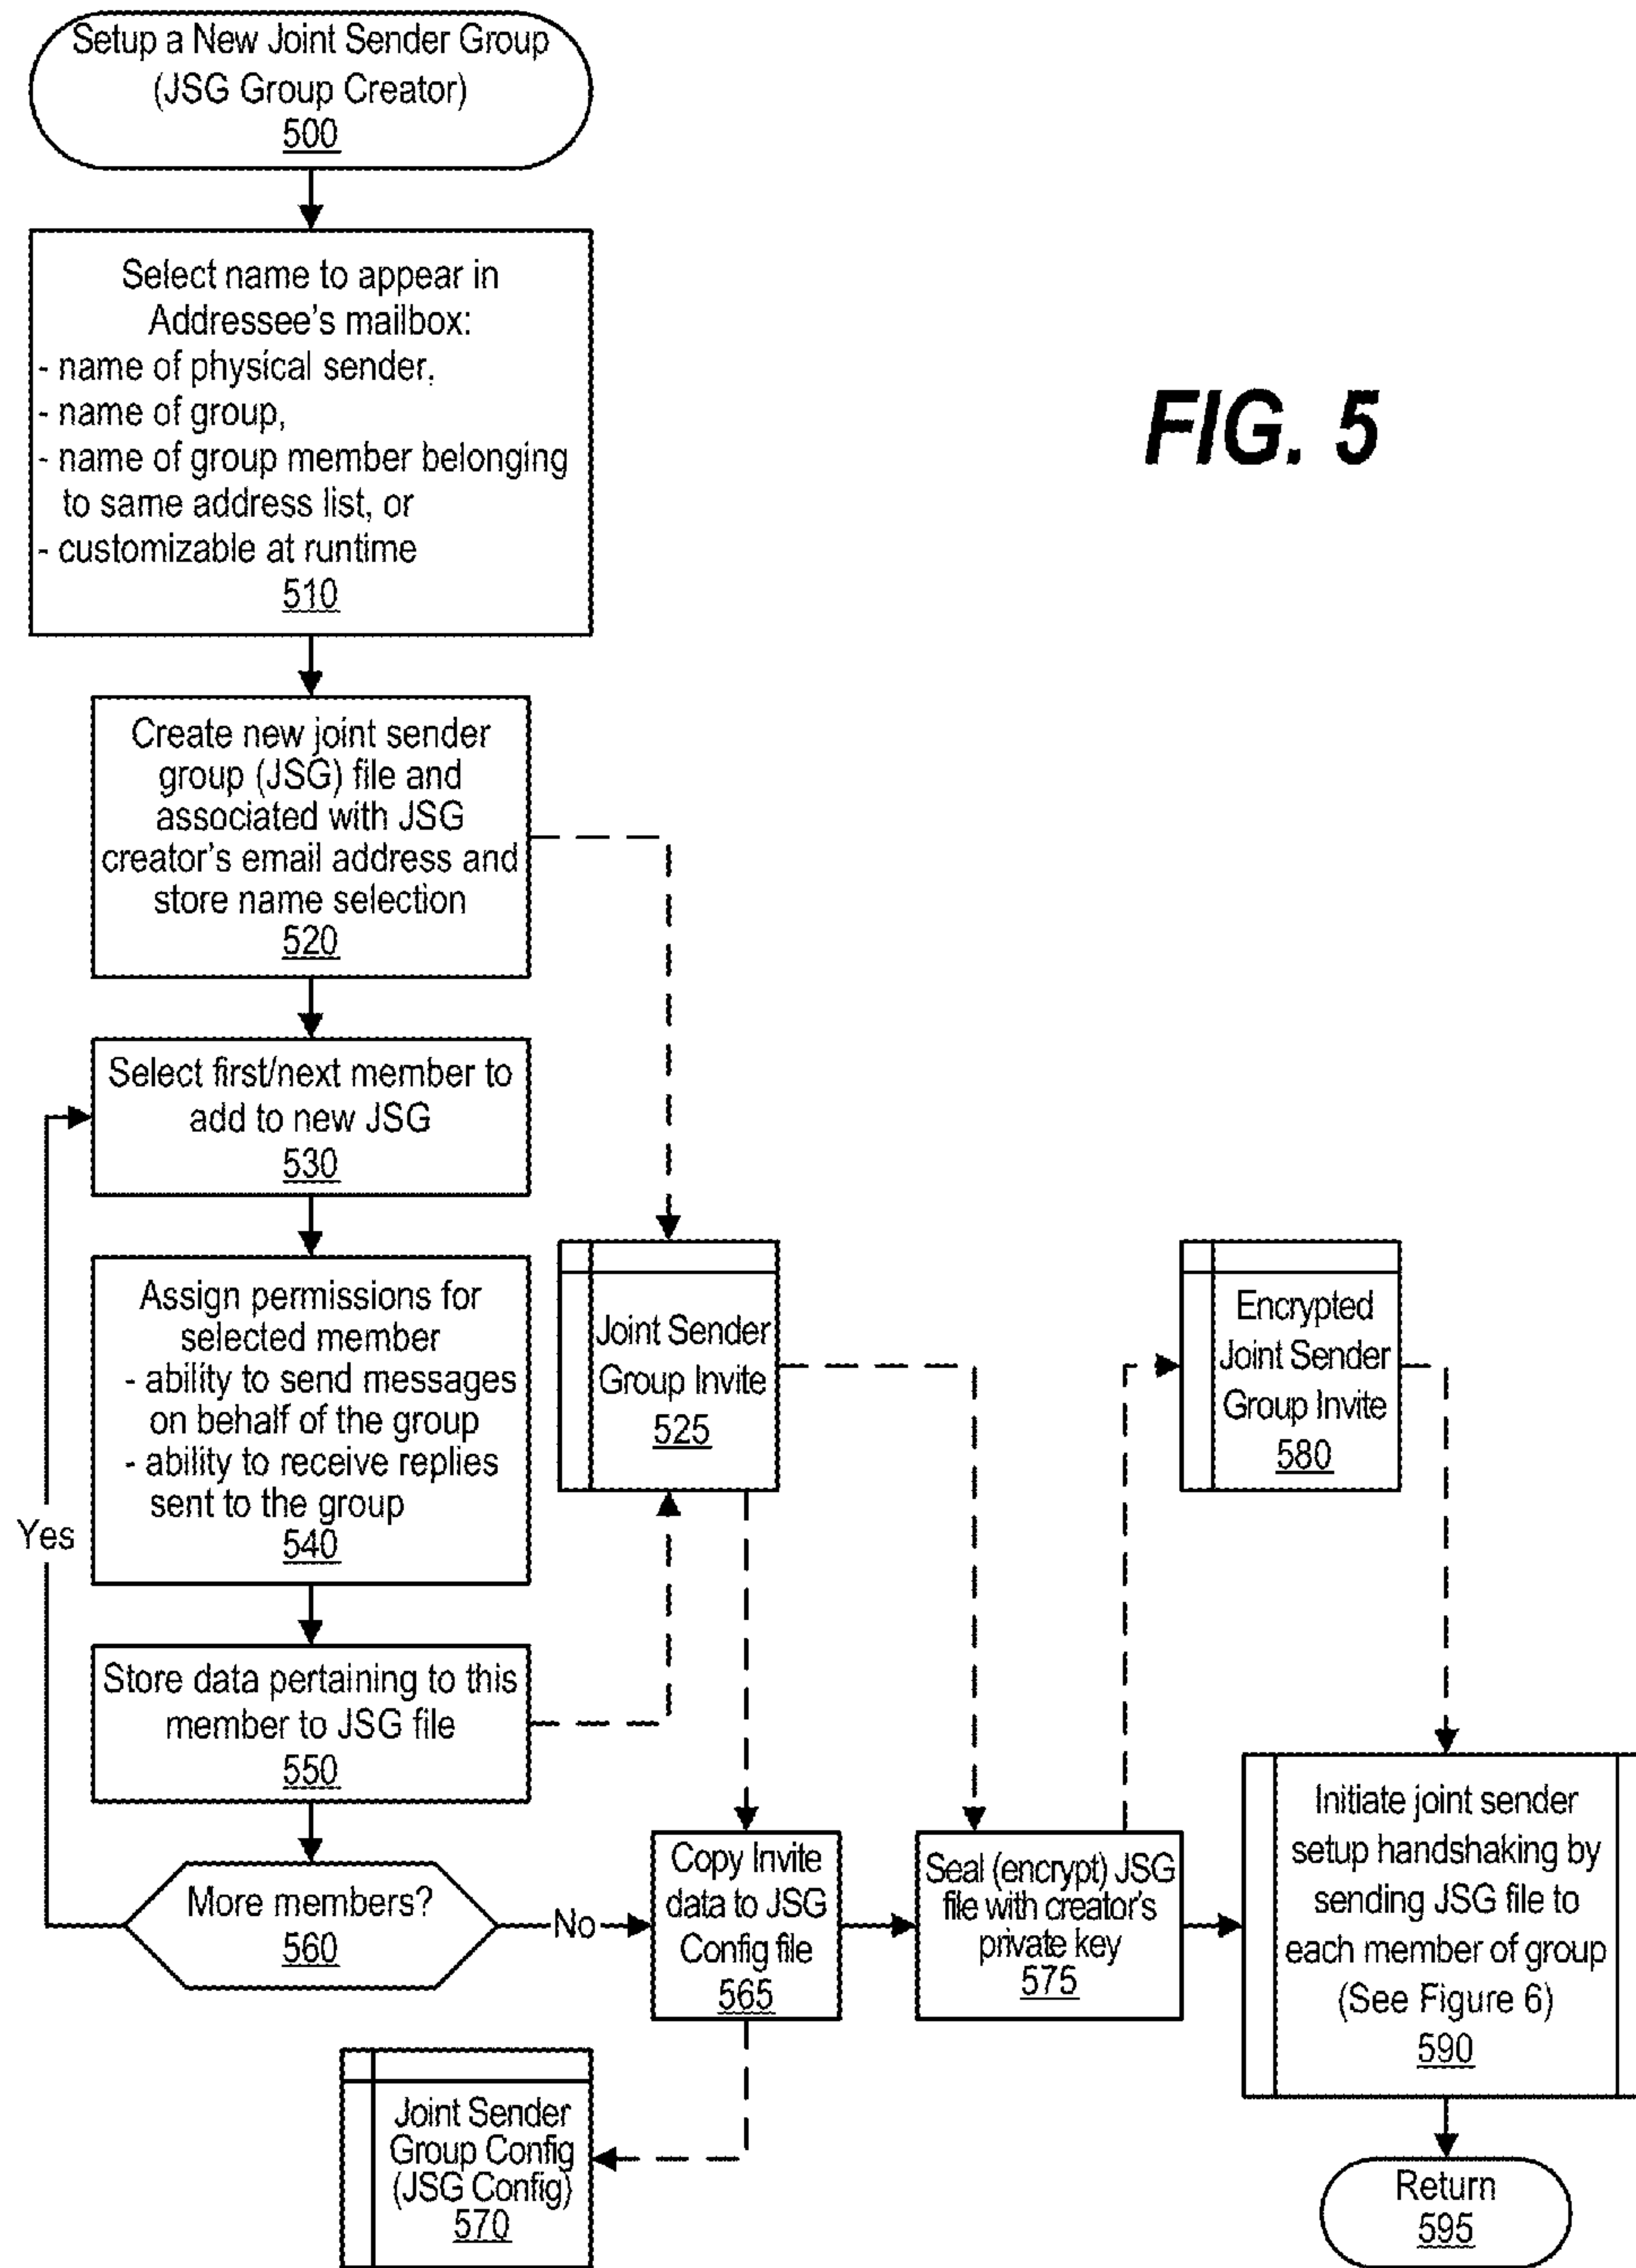 Setup a New Joint Sender Group
(JSG Group Creator)
500
FIG. 5
Select name to appear in
Addressee's mailbox:
- name of physical sender,
- name of group,
- name of group member belonging
to same address list, or
- customizable at runtime
510
Create new joint sender
group (JSG) file and
associated with JSG
creator's email address and
store name selection
520
Select first/next member to
add to new JSG
530
Assign permissions for
selected member
- ability to send messages
on behalf of the group
- ability to receive replies
sent to the group
540
Yes
Joint Sender
Group Invite
525
Encrypted
Joint Sender
Group Invite
580
Store data pertaining to this
member to JSG file
550
More members?
560
No
Copy Invite
data to JSG
Config file
565
Seal (encrypt) JSG
file with creator's
private key
575
Initiate joint sender
setup handshaking by
sending JSG file to
each member of group
(See Figure 6)
590
Joint Sender
Group Config
(JSG Config)
570
Return
595